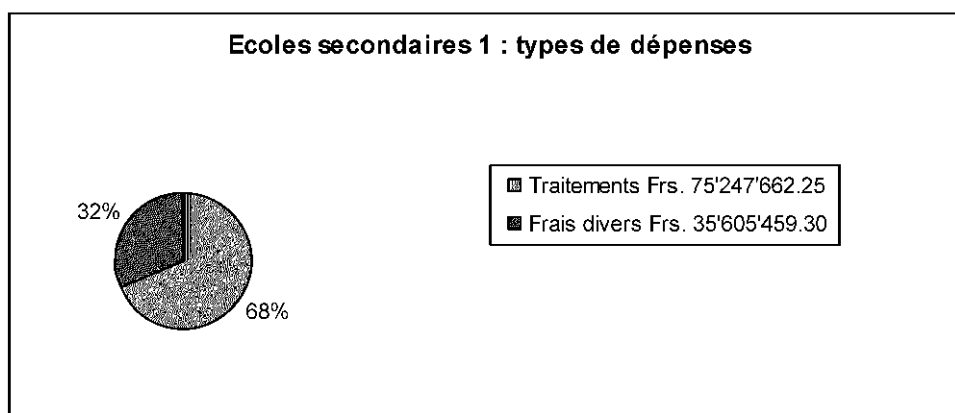 Ecoles secondaires 1 : types de dépenses
Traitements Frs. 75'247'662.25
32%
Frais divers Frs. 35'605'459.30
68%